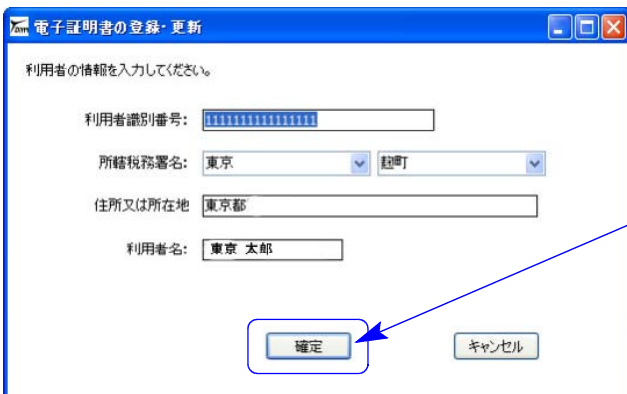 電子証明書の登録・更新
利用者の情報を入力してください。
利用者識別番号: 1111111111111111
所轄税務署名: 東京 麹町
住所又は所在地 東京都
利用者名: 東京 太郎
確定 キャンセル